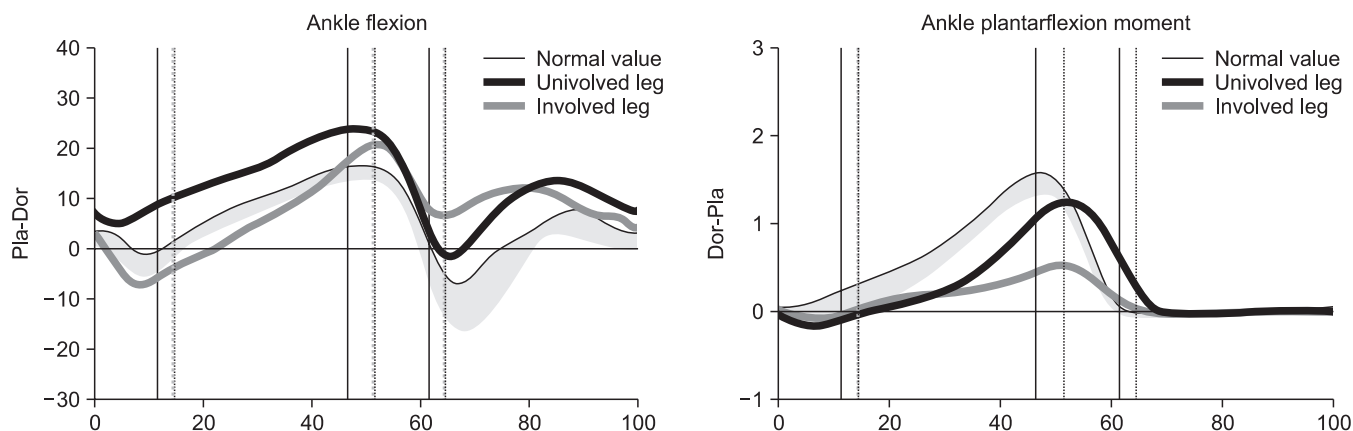 Ankle flexion
40
30
20
10
0
−10
−20
−30
Pla-Dor
Normal value
Univolved leg
Involved leg
0
20
40
60
80
100
Ankle plantarflexion moment
3
2
1
0
−1
Dor-Pla
Normal value
Univolved leg
Involved leg
0
20
40
60
80
100